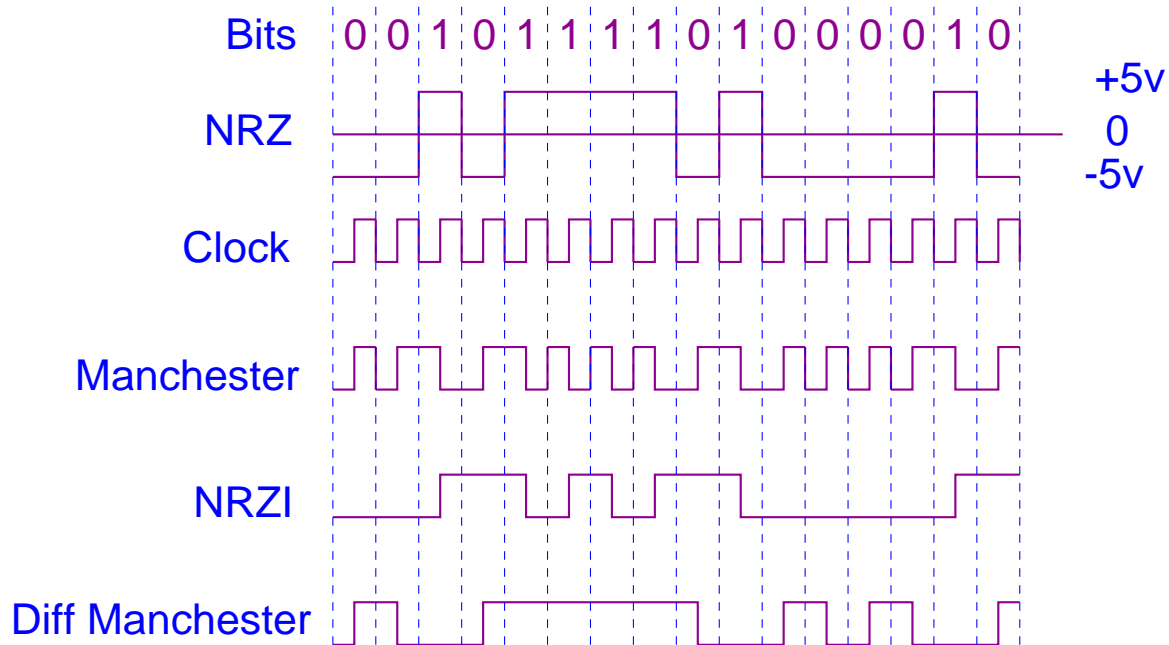 Bits 0 0 1 0 1 1 1 1 0 1 0 0 0 0 1 0
+5v
NRZ 0
-5v
Clock
Manchester
NRZI
Diff Manchester